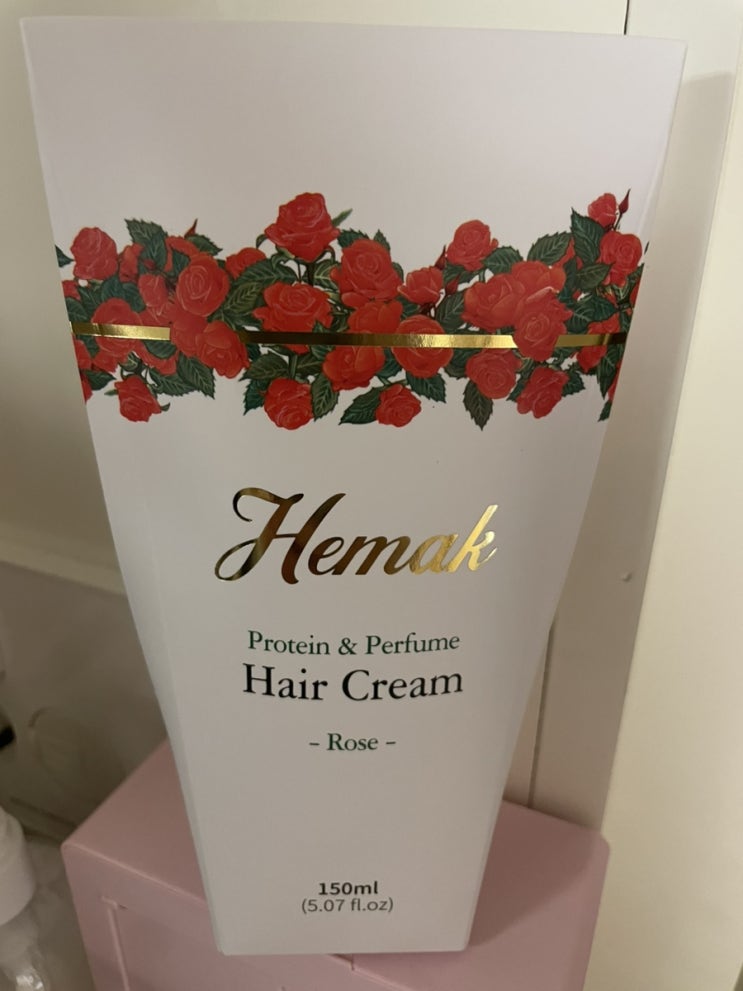 Hemak
Protein & Perfume
Hair Cream
- Rose -
150ml
(5.07 fl.oz)